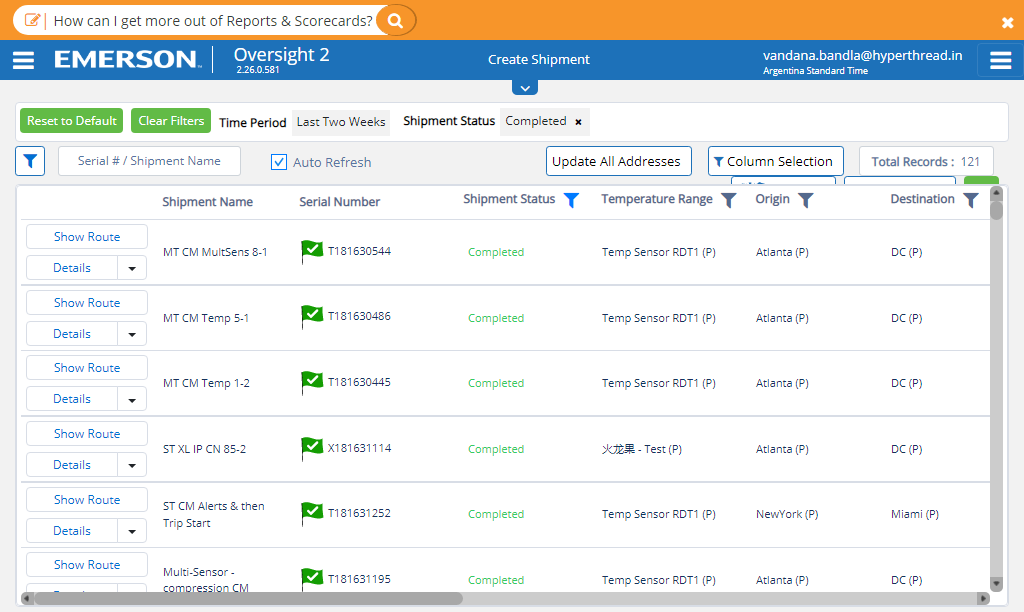 How can I get more out of Reports & Scorecards?
EMERSON
Oversight 2
2.26.0.581
Create Shipment
vandana.bandla@hyperthread.in
Argentina Standard Time
Reset to Default
Clear Filters
Time Period
Last Two Weeks
Shipment Status
Completed ×
Serial # / Shipment Name
Auto Refresh
Update All Addresses
Column Selection
Total Records : 121
Shipment Name
Serial Number
Shipment Status
Temperature Range
Origin
Destination
Show Route
Details
MT CM MultSens 8-1
T181630544
Completed
Temp Sensor RDT1 (P)
Atlanta (P)
DC (P)
Show Route
Details
MT CM Temp 5-1
T181630486
Completed
Temp Sensor RDT1 (P)
Atlanta (P)
DC (P)
Show Route
Details
MT CM Temp 1-2
T181630445
Completed
Temp Sensor RDT1 (P)
Atlanta (P)
DC (P)
Show Route
Details
ST XL IP CN 85-2
X181631114
Completed
火龙果 - Test (P)
Atlanta (P)
DC (P)
Show Route
Details
ST CM Alerts & then
Trip Start
T181631252
Completed
Temp Sensor RDT1 (P)
NewYork (P)
Miami (P)
Show Route
Multi-Sensor -
compression CM
T181631195
Completed
Temp Sensor RDT1 (P)
Atlanta (P)
DC (P)